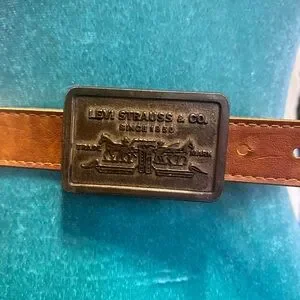 LEVI STRAUSS & CO.
SINCE 1850
TRADE MARK